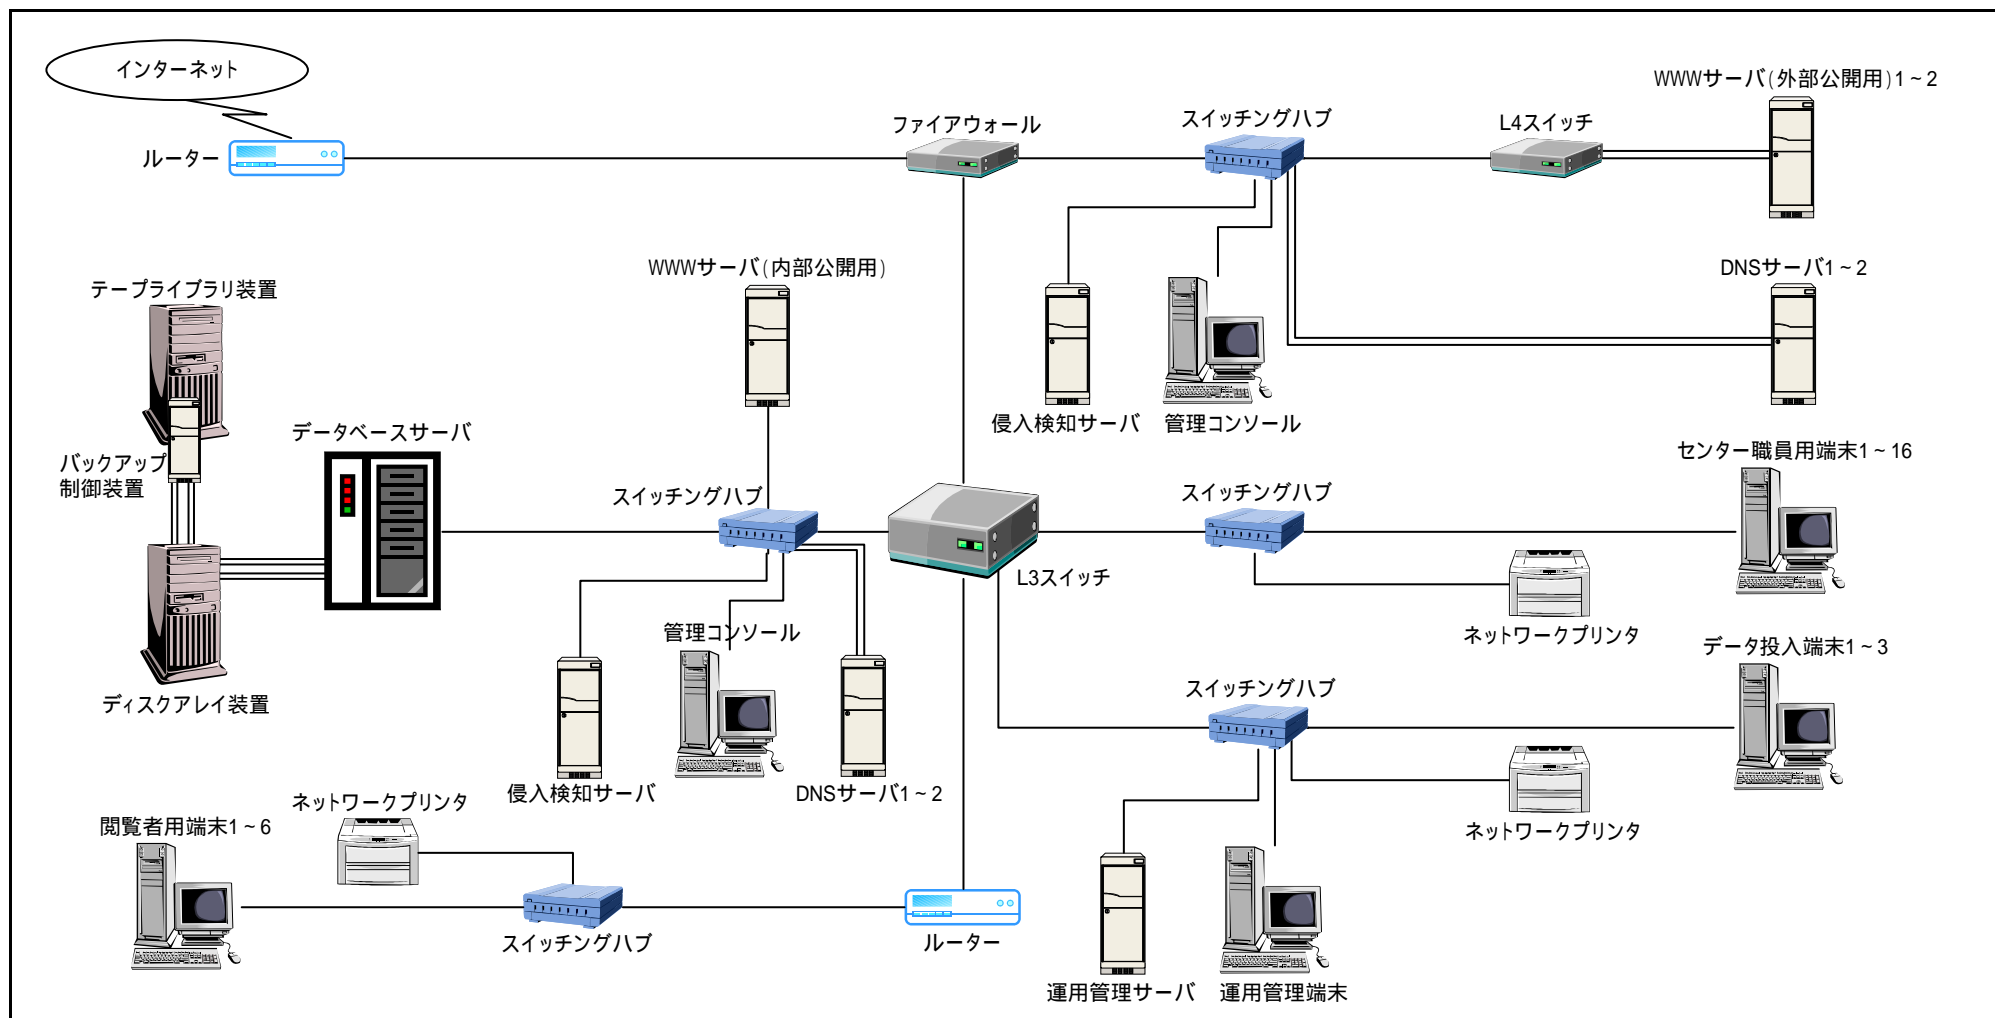 インターネット
ルーター
ファイアウォール
スイッチングハブ
L4スイッチ
WWWサーバ(外部公開用)1~2
DNSサーバ1~2
侵入検知サーバ
管理コンソール
WWWサーバ(内部公開用)
テープライブラリ装置
バックアップ
制御装置
データベースサーバ
スイッチングハブ
L3スイッチ
スイッチングハブ
センター職員用端末1~16
ネットワークプリンタ
ディスクアレイ装置
管理コンソール
侵入検知サーバ
DNSサーバ1~2
スイッチングハブ
データ投入端末1~3
ネットワークプリンタ
閲覧者用端末1~6
ネットワークプリンタ
スイッチングハブ
ルーター
運用管理サーバ
運用管理端末